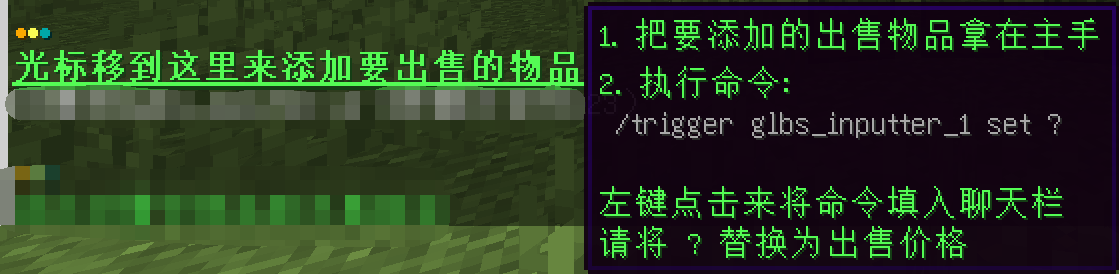 光标移到这里来添加要出售的物品
1. 把要添加的出售物品拿在主手
2. 执行命令:
/trigger glbs_inputter_1 set ?
左键点击来将命令填入聊天栏
请将 ? 替换为出售价格